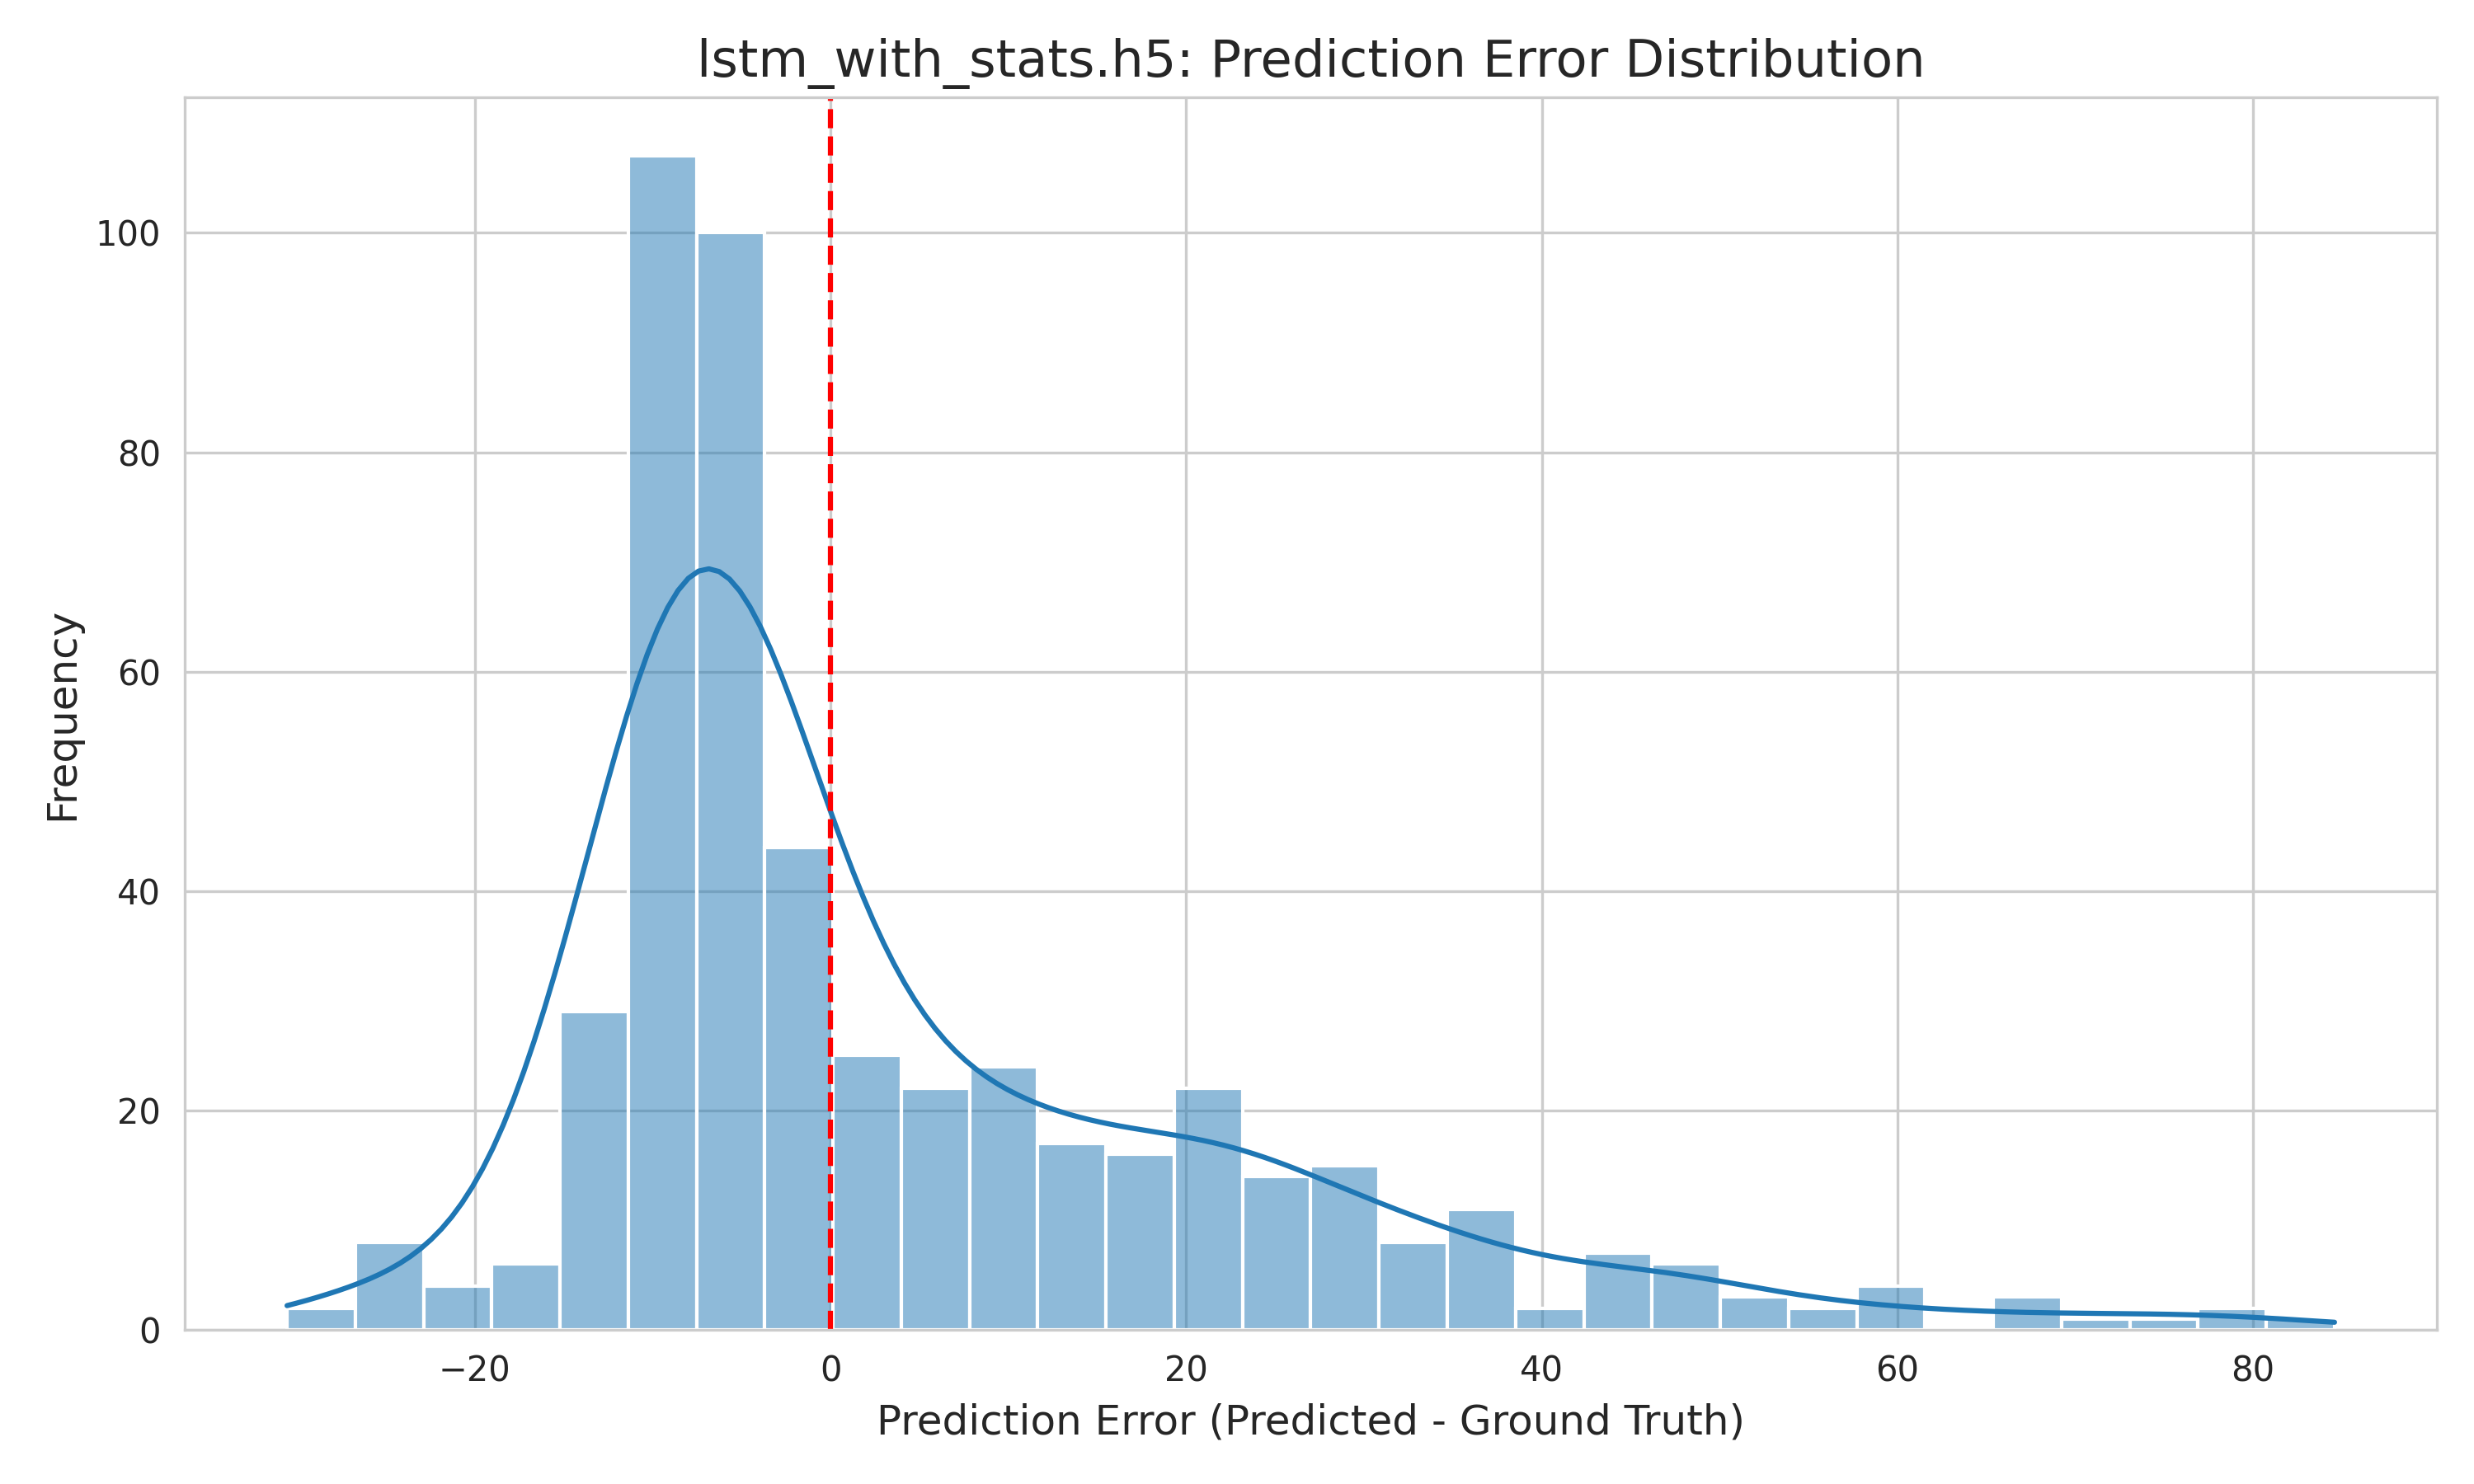 lstm_with_stats.h5: Prediction Error Distribution
Frequency
100
80
60
40
20
0
−20 0 20 40 60 80
Prediction Error (Predicted - Ground Truth)